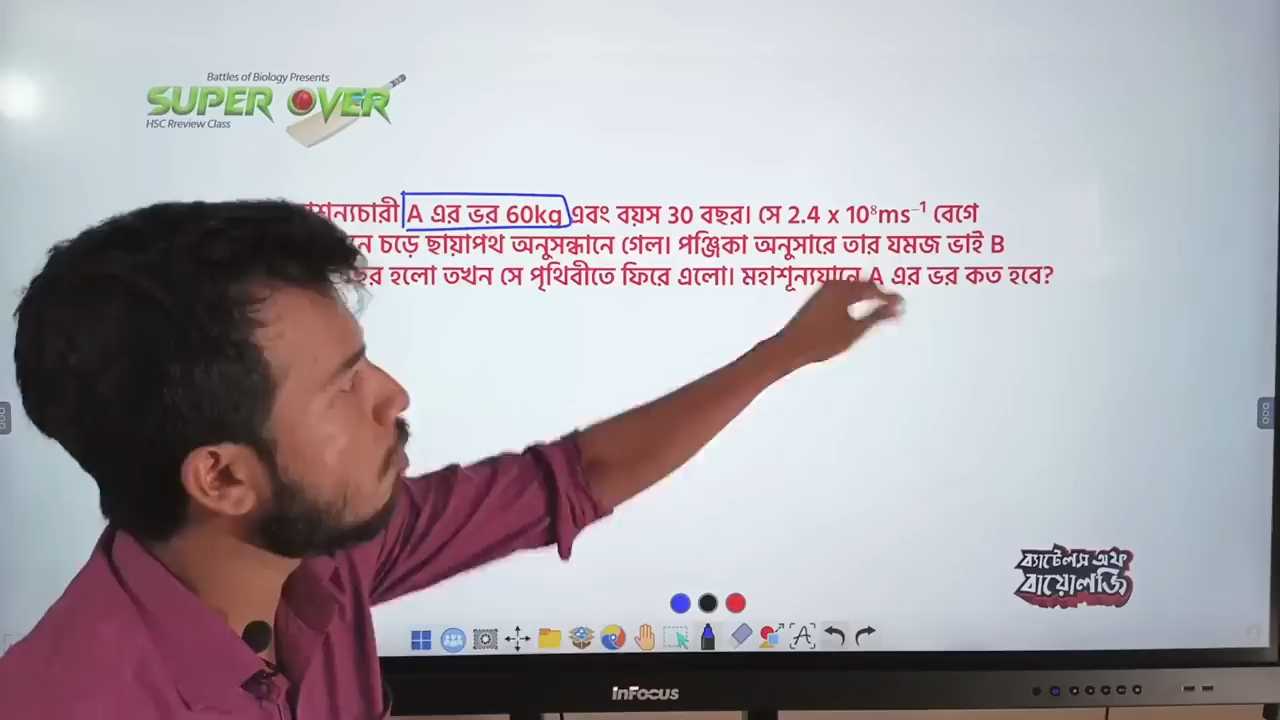 Battles of Biology Presents
SUPER OVER
HSC Rreview Class
A এর ভর 60kg এবং বয়স 30 বছর। সে 2.4 x 10⁸ms⁻¹ বেগে
চড়ে ছায়াপথ অনুসন্ধানে গেল। পঞ্জিকা অনুসারে তার যমজ ভাই B
হলো তখন সে পৃথিবীতে ফিরে এলো। মহাশূন্যযানে A এর ভর কত হবে?
ব্যাটেলস অফ
বায়োলজি
InFocus